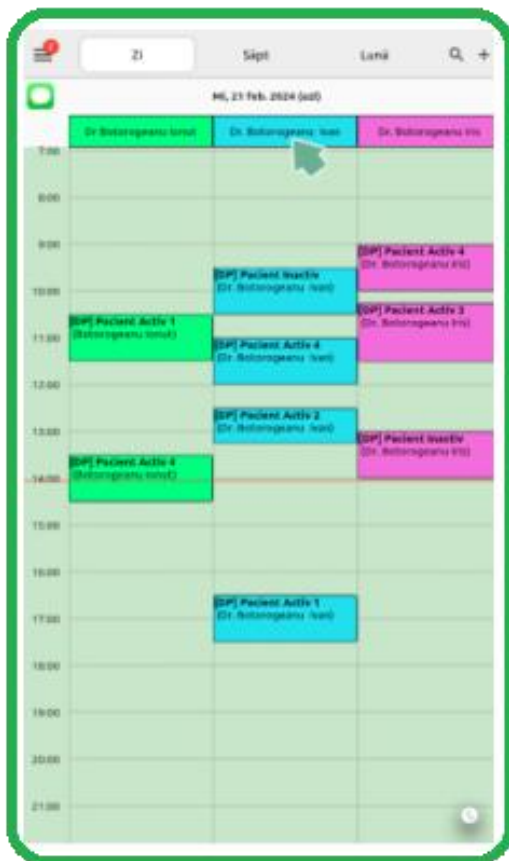 2
Zi Săpt Lună
Mi, 21 feb. 2024 (azi)
Dr Botorogeanu Ionut Dr. Botorogeanu Ivan Dr. Botorogeanu Iris
7:00
8:00
9:00
[DP] Pacient Activ 4
(Dr. Botorogeanu Iris)
[DP] Pacient Inactiv
(Dr. Botorogeanu Ivan)
10:00
[DP] Pacient Activ 3
(Dr. Botorogeanu Iris)
[DP] Pacient Activ 1
(Botorogeanu Ionut)
11:00
[DP] Pacient Activ 4
(Dr. Botorogeanu Ivan)
12:00
[DP] Pacient Activ 2
(Dr. Botorogeanu Ivan)
13:00
[DP] Pacient Inactiv
(Dr. Botorogeanu Iris)
[DP] Pacient Activ 4
(Botorogeanu Ionut)
14:00
15:00
16:00
[DP] Pacient Activ 1
(Dr. Botorogeanu Ivan)
17:00
18:00
19:00
20:00
21:00